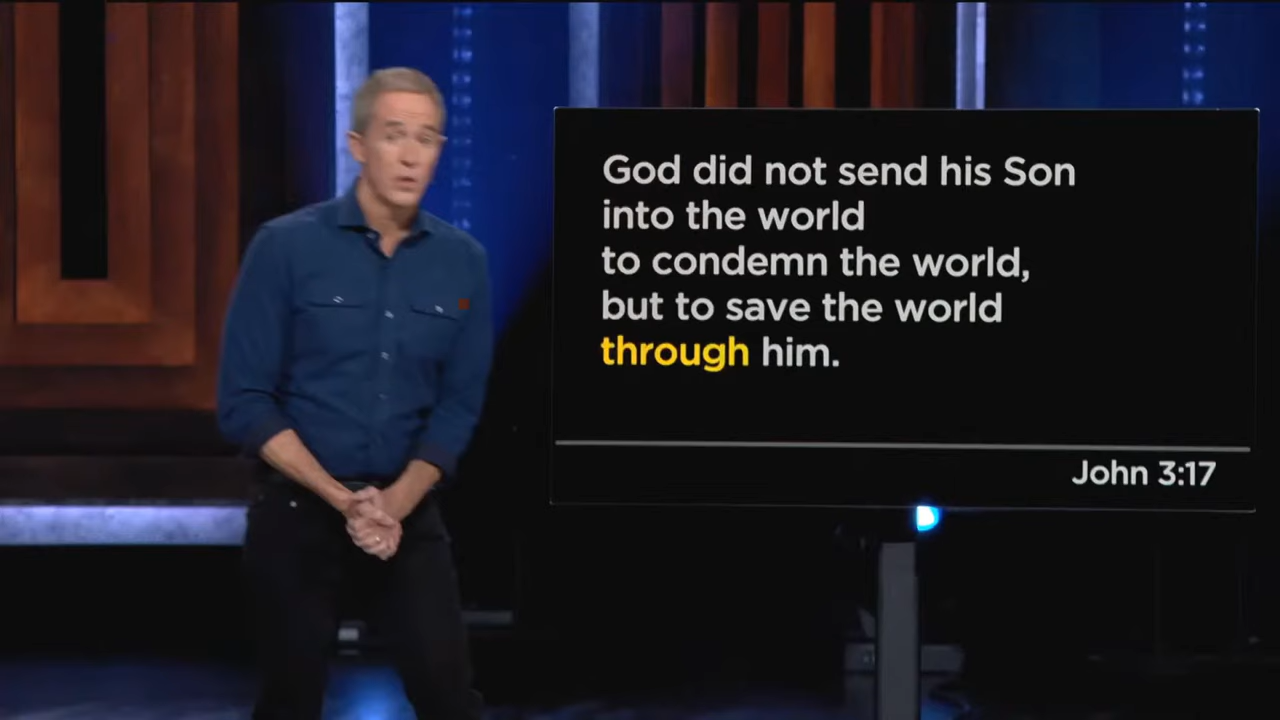 God did not send his Son
into the world
to condemn the world,
but to save the world
through him.
John 3:17